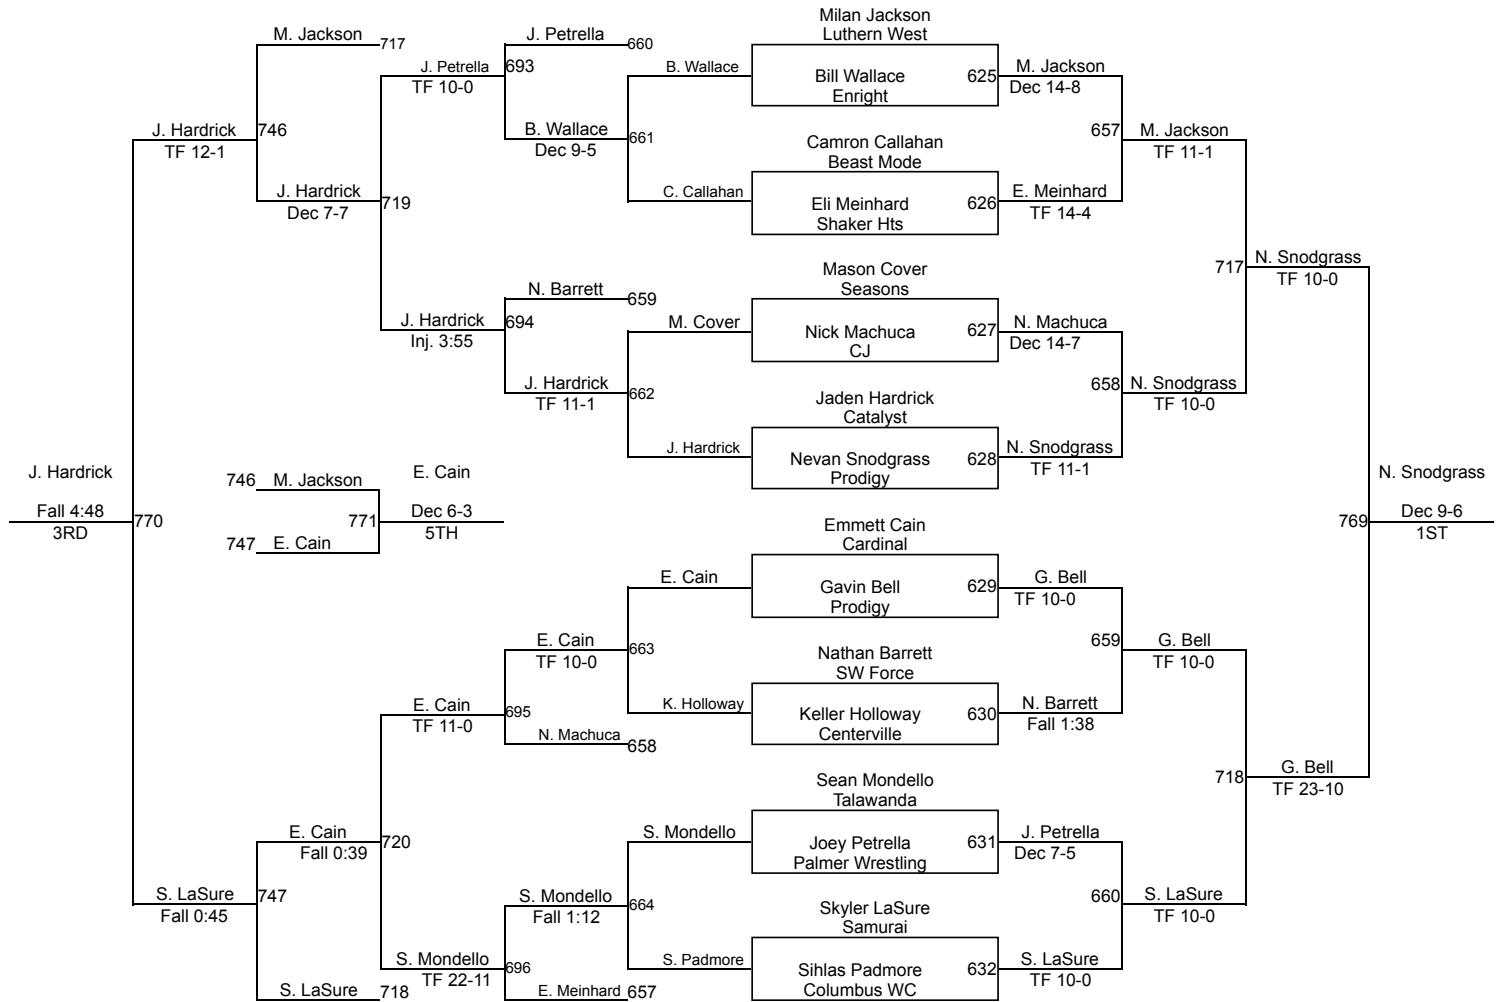 Milan Jackson
Luthern West
M. Jackson 717
J. Petrella 660
J. Petrella 693
TF 10-0
B. Wallace
Bill Wallace 625
Enright
M. Jackson
Dec 14-8
J. Hardrick 746
TF 12-1
B. Wallace 661
Dec 9-5
657 M. Jackson
TF 11-1
Camron Callahan
Beast Mode
J. Hardrick 719
Dec 7-7
C. Callahan
Eli Meinhard 626
Shaker Hts
E. Meinhard
TF 14-4
717 N. Snodgrass
TF 10-0
Mason Cover
Seasons
N. Barrett 659
J. Hardrick 694
Inj. 3:55
M. Cover
Nick Machuca 627
CJ
N. Machuca
Dec 14-7
J. Hardrick 662
TF 11-1
658 N. Snodgrass
TF 10-0
Jaden Hardrick
Catalyst
J. Hardrick
Nevan Snodgrass 628
Prodigy
N. Snodgrass
TF 11-1
J. Hardrick
746 M. Jackson
E. Cain
N. Snodgrass
Fall 4:48 770
3RD
771 Dec 6-3
5TH
769 Dec 9-6
1ST
747 E. Cain
Emmett Cain
Cardinal
E. Cain
Gavin Bell 629
Prodigy
G. Bell
TF 10-0
E. Cain 663
TF 10-0
659 G. Bell
TF 10-0
Nathan Barrett
SW Force
E. Cain 695
TF 11-0
K. Holloway
Keller Holloway 630
Centerville
N. Barrett
Fall 1:38
N. Machuca 658
718 G. Bell
TF 23-10
Sean Mondello
Talawanda
E. Cain 720
Fall 0:39
S. Mondello
Joey Petrella 631
Palmer Wrestling
J. Petrella
Dec 7-5
S. LaSure 747
Fall 0:45
S. Mondello 664
Fall 1:12
660 S. LaSure
TF 10-0
Skyler LaSure
Samurai
S. Mondello 696
TF 22-11
S. Padmore
Sihlas Padmore 632
Columbus WC
S. LaSure
TF 10-0
S. LaSure 718
E. Meinhard 657